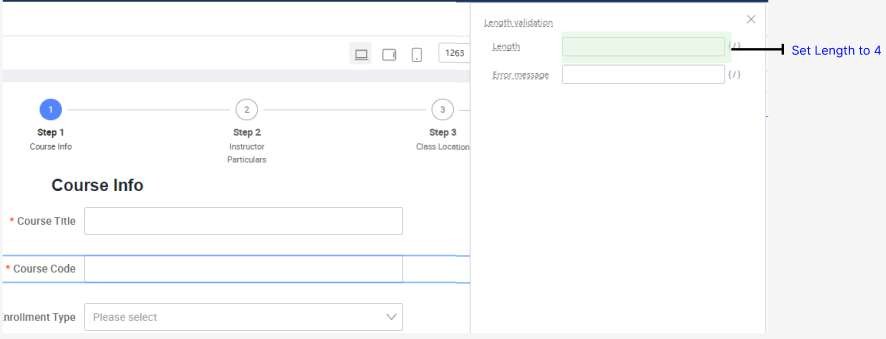 Length validation
Length
(/)
Set Length to 4
Error message
(/)
1263
1
2
3
Step 1
Step 2
Step 3
Course Info
Instructor
Particulars
Class Location
Course Info
* Course Title
* Course Code
nrollment Type
Please select